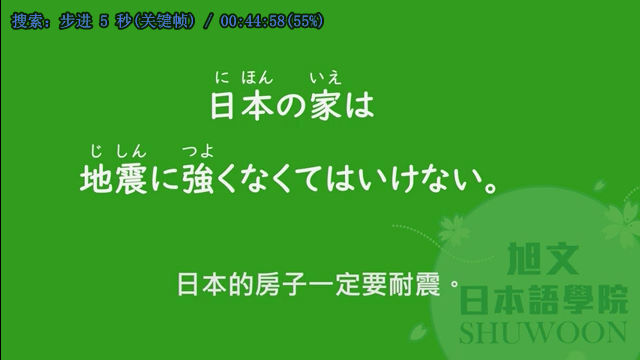 搜索: 步进 5 秒(关键帧) / 00:44:58(55%)
に ほん いえ
日本の家は
じ しん つよ
地震に強くなくてはいけない。
日本的房子一定要耐震。
旭文
日本語學院
SHUWOON